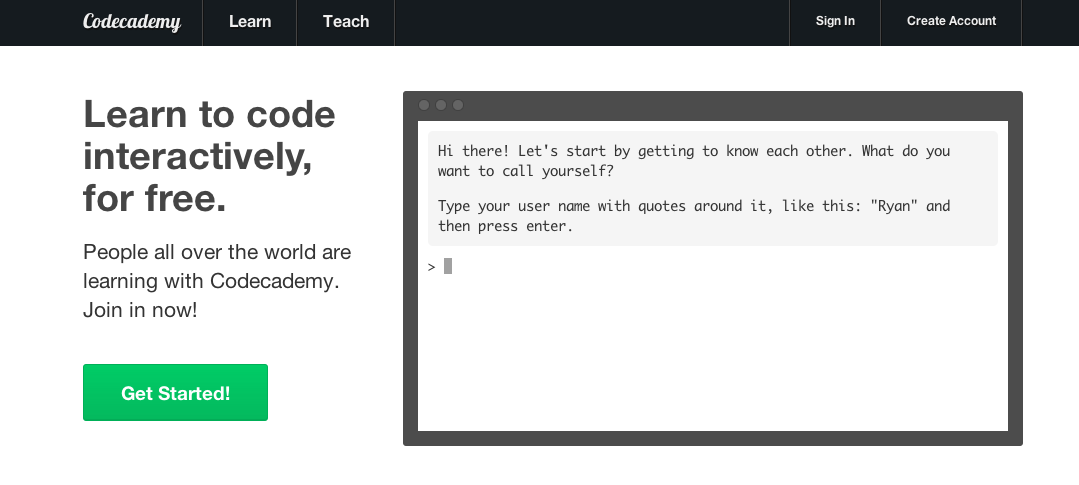 Codecademy
Learn
Teach
Sign In
Create Account
Learn to code
interactively,
for free.
People all over the world are
learning with Codecademy.
Join in now!
Get Started!
Hi there! Let's start by getting to know each other. What do you
want to call yourself?
Type your user name with quotes around it, like this: "Ryan" and
then press enter.
>